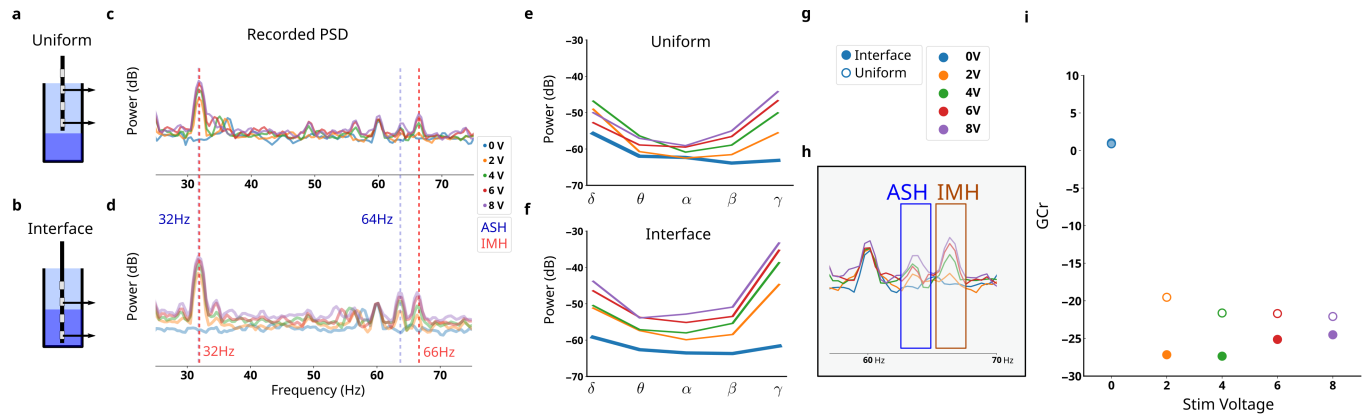 a
Uniform
b
Interface
c
Recorded PSD
Power (dB)
30 40 50 60 70
32Hz
64Hz
0 V
2 V
4 V
6 V
8 V
ASH
IMH
d
Power (dB)
32Hz
66Hz
30 40 50 60 70
Frequency (Hz)
e
Uniform
Power (dB)
−30
−40
−50
−60
−70
δ θ α β γ
f
Interface
Power (dB)
−30
−40
−50
−60
−70
δ θ α β γ
g
Interface
Uniform
0V
2V
4V
6V
8V
h
ASH IMH
60 Hz 70 Hz
i
GCr
10
5
0
−5
−10
−15
−20
−25
−30
0 2 4 6 8
Stim Voltage